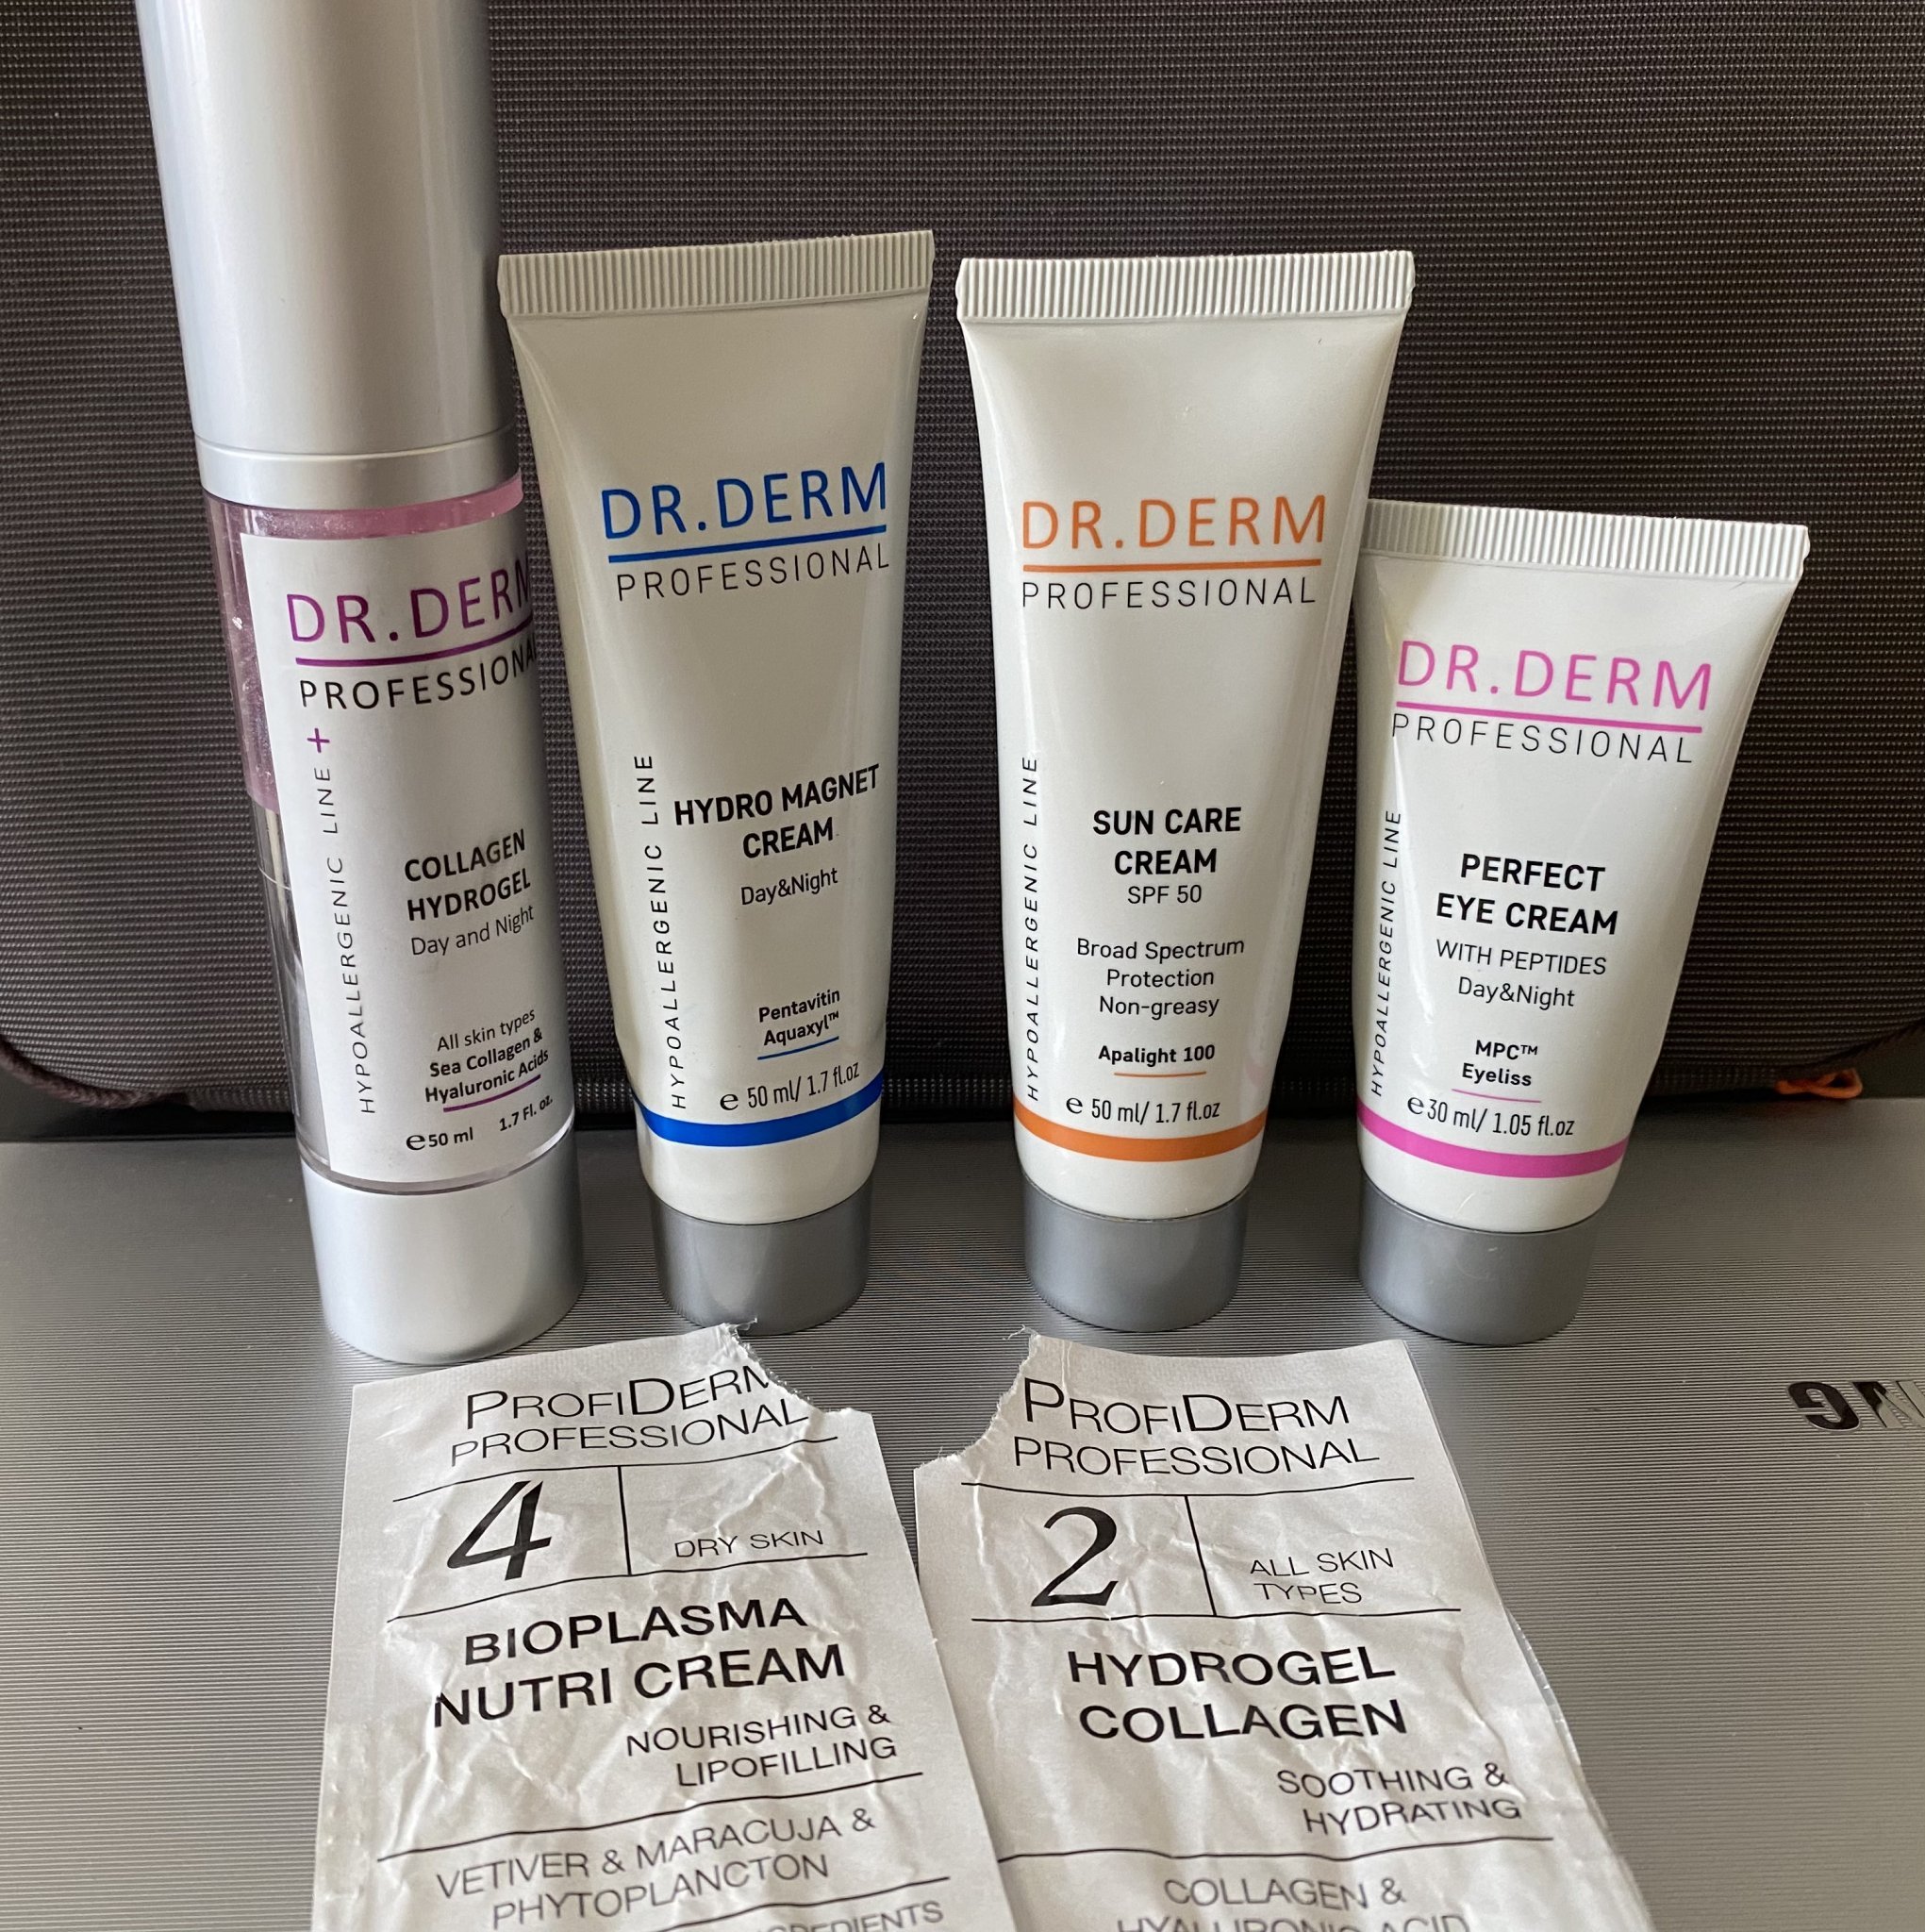 DR.DERM
PROFESSIONAL
HYPOALLERGENIC LINE +
COLLAGEN
HYDROGEL
Day and Night
All skin types
Sea Collagen &
Hyaluronic Acids
e50 ml 1.7 Fl. oz.
DR.DERM
PROFESSIONAL
HYPOALLERGENIC LINE
HYDRO MAGNET
CREAM
Day&Night
Pentavitin
Aquaxyl™
e 50 ml/ 1.7 fl.oz
DR.DERM
PROFESSIONAL
HYPOALLERGENIC LINE
SUN CARE
CREAM
SPF 50
Broad Spectrum
Protection
Non-greasy
Apalight 100
e 50 ml/ 1.7 fl.oz
DR.DERM
PROFESSIONAL
HYPOALLERGENIC LINE
PERFECT
EYE CREAM
WITH PEPTIDES
Day&Night
MPC™
Eyeliss
e30 ml/ 1.05 fl.oz
PROFIDERM
PROFESSIONAL
4
DRY SKIN
BIOPLASMA
NUTRI CREAM
NOURISHING &
LIPOFILLING
VETIVER & MARACUJA &
PHYTOPLANCTON
PROFIDERM
PROFESSIONAL
2
ALL SKIN
TYPES
HYDROGEL
COLLAGEN
SOOTHING &
HYDRATING
COLLAGEN &
HYALURONIC ACID